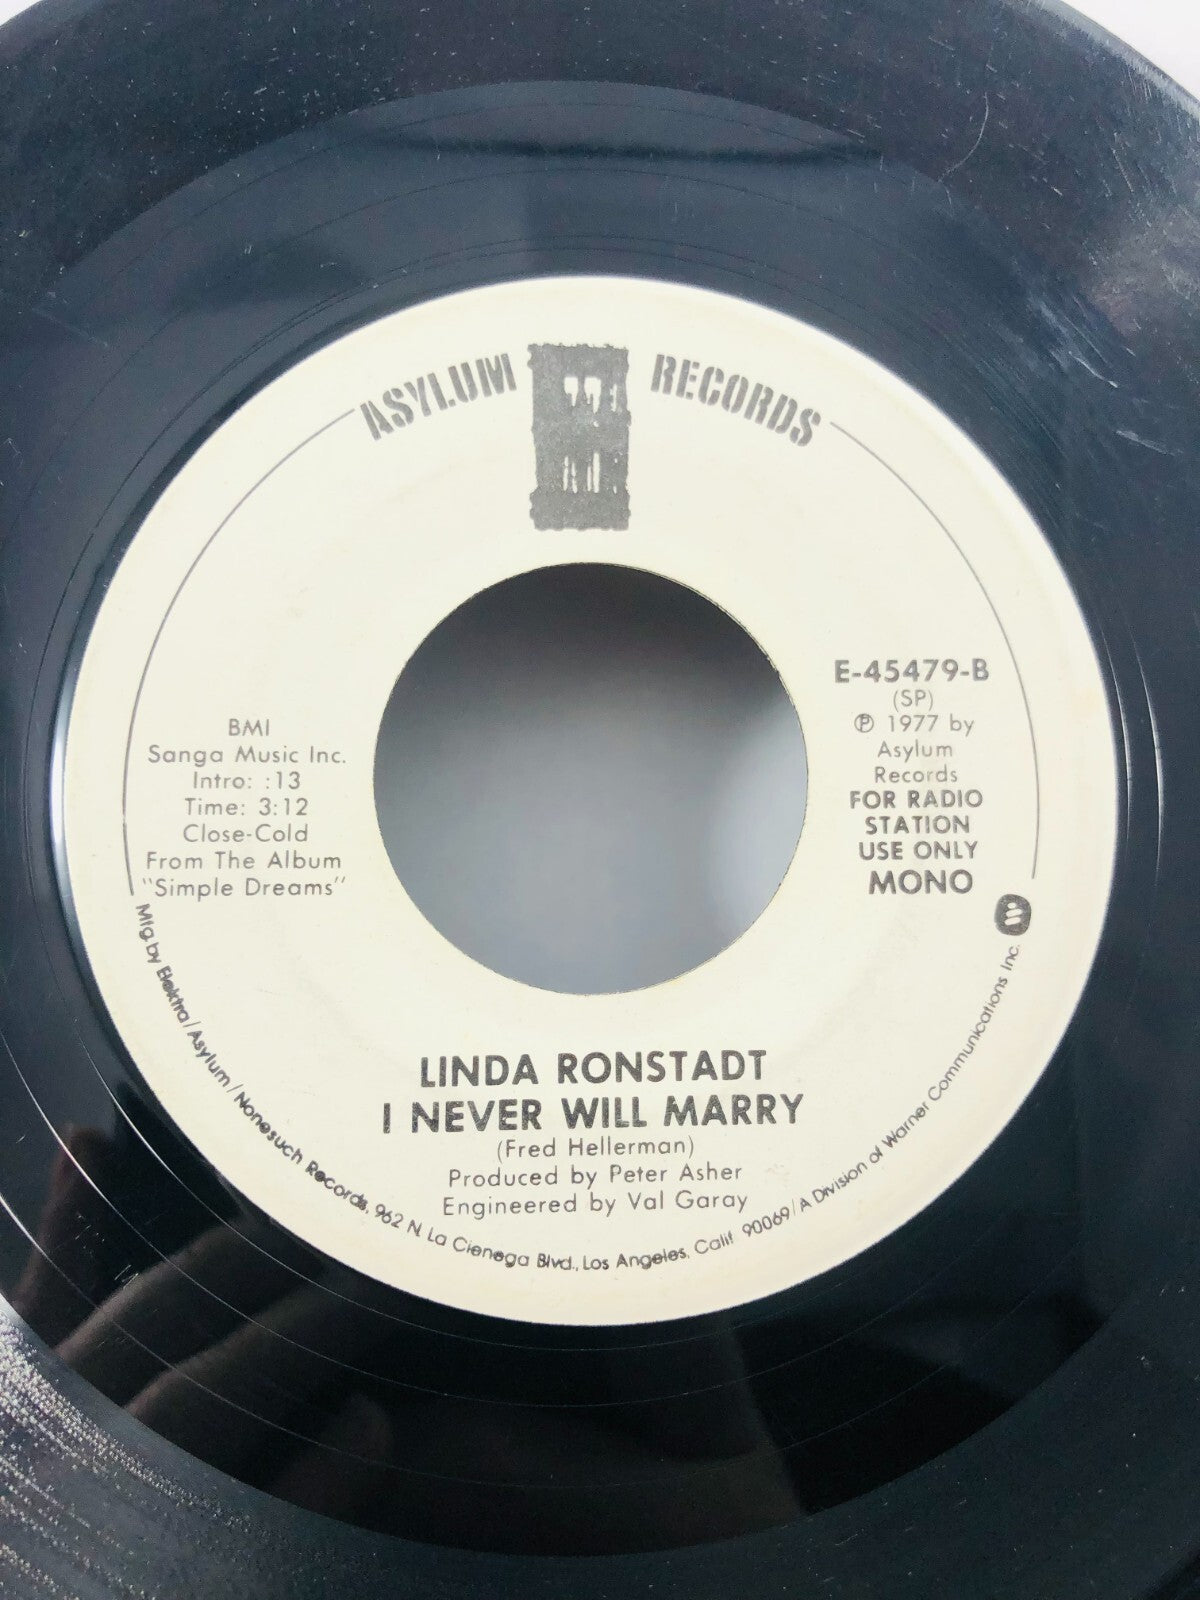 ASYLUM RECORDS
BMI
Sanga Music Inc.
Intro: :13
Time: 3:12
Close-Cold
From The Album
"Simple Dreams"
E-45479-B
(SP)
℗ 1977 by
Asylum
Records
FOR RADIO
STATION
USE ONLY
MONO
LINDA RONSTADT
I NEVER WILL MARRY
(Fred Hellerman)
Produced by Peter Asher
Engineered by Val Garay
Mfg. by Elektra/Asylum/Nonesuch Records, 962 N. La Cienega Blvd., Los Angeles, Calif. 90069/A Division of Warner Communications Inc.